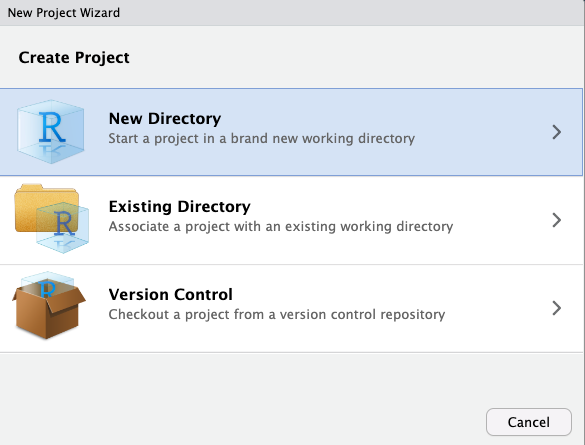 New Project Wizard
Create Project
R
New Directory
Start a project in a brand new working directory
R
Existing Directory
Associate a project with an existing working directory
R
Version Control
Checkout a project from a version control repository
Cancel